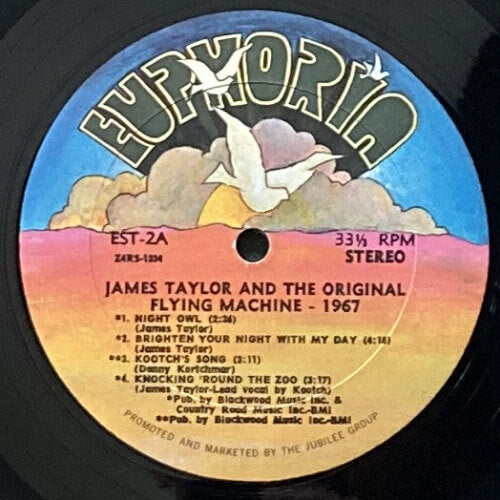 EUPHORIA
EST-2A
Z4RS-1334
33⅓ RPM
STEREO
JAMES TAYLOR AND THE ORIGINAL
FLYING MACHINE - 1967
*1. NIGHT OWL (2:36)
(James Taylor)
*2. BRIGHTEN YOUR NIGHT WITH MY DAY (4:18)
(James Taylor)
**3. KOOTCH'S SONG (3:11)
(Danny Kortchmar)
*4. KNOCKING 'ROUND THE ZOO (3:17)
(James Taylor-Lead vocal by Kootch)
*Pub. by Blackwood Music Inc. &
Country Road Music Inc.-BMI
**Pub. by Blackwood Music Inc.-BMI
PROMOTED AND MARKETED BY THE JUBILEE GROUP